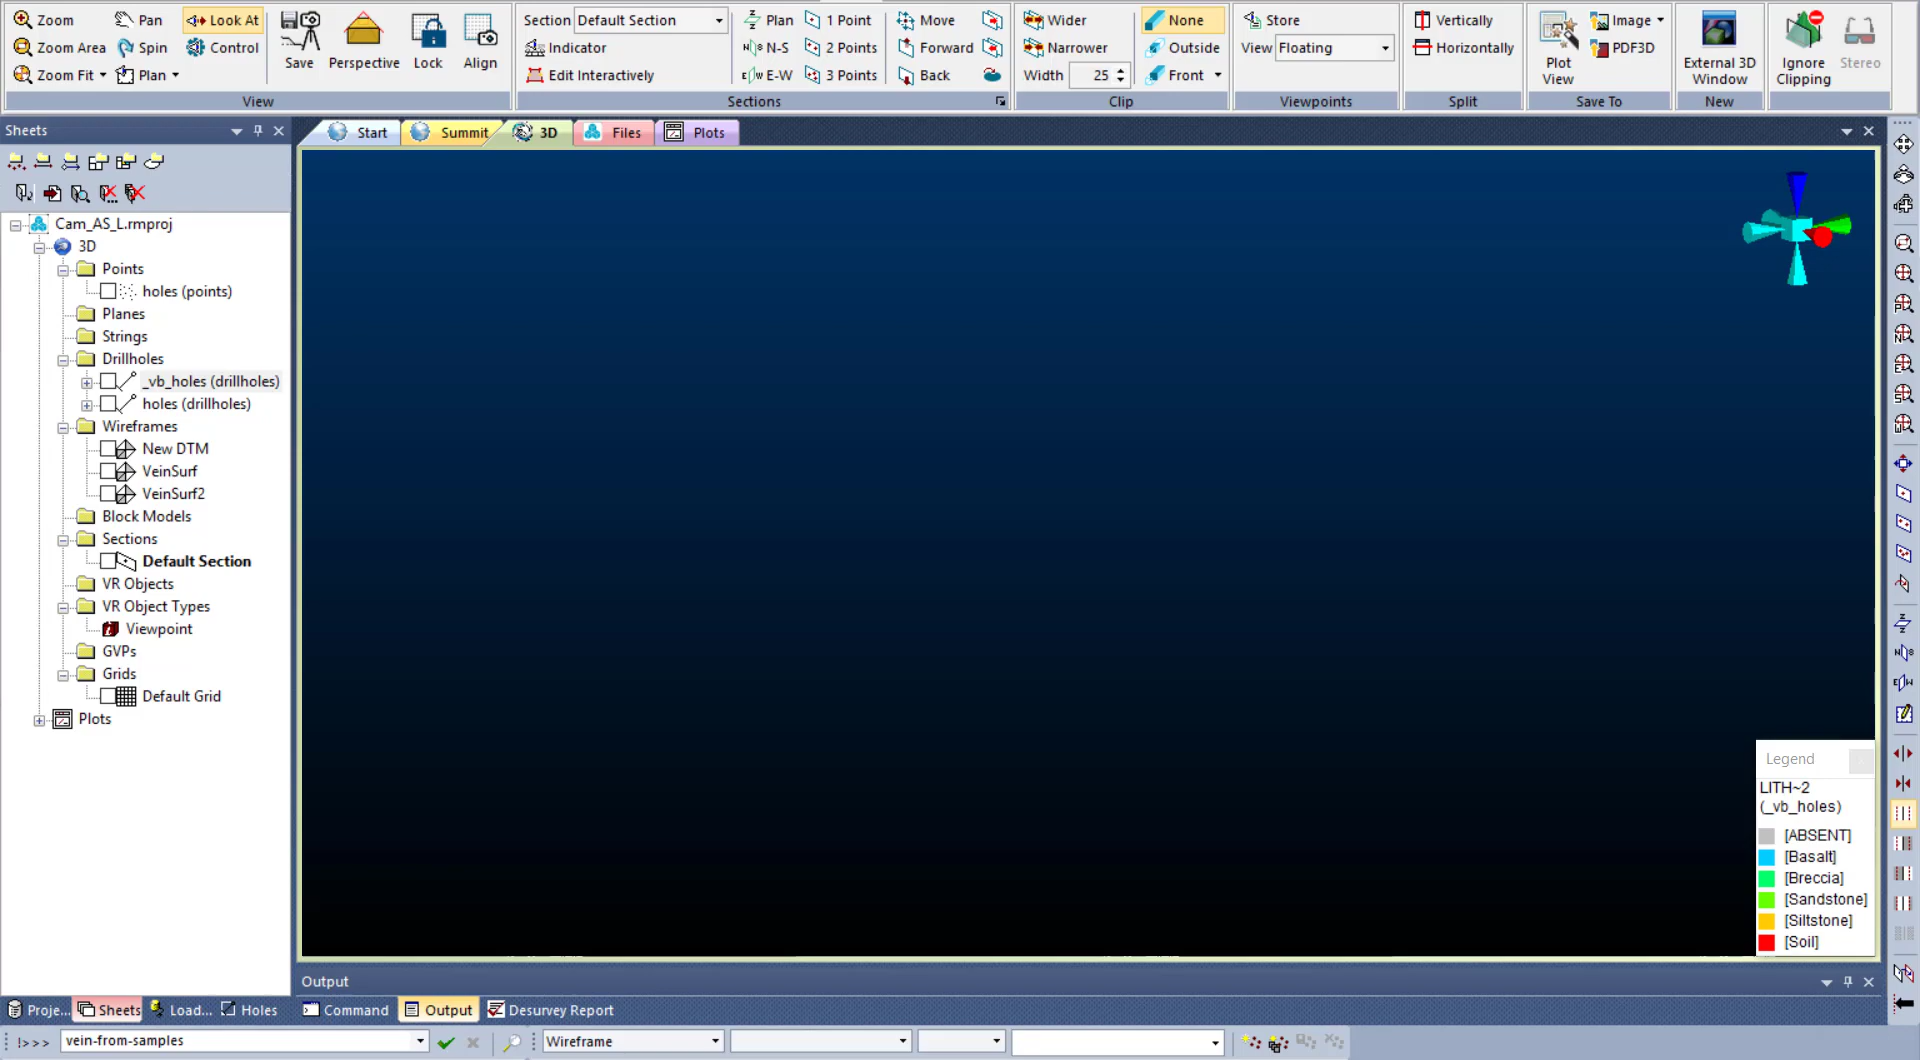 Zoom Pan Look At
Zoom Area Spin Control
Zoom Fit Plan
Save Perspective Lock Align
View
Section Default Section
Indicator
Edit Interactively
Plan 1 Point Move
N-S 2 Points Forward
E-W 3 Points Back
Sections
Wider None
Narrower Outside
Width 25 Front
Clip
Store
View Floating
Viewpoints
Vertically
Horizontally
Split
Plot View
Image
PDF3D
Save To
External 3D Window
New
Ignore Clipping
Stereo
Sheets
Start Summit 3D Files Plots
Cam_AS_L.rmproj
3D
Points
holes (points)
Planes
Strings
Drillholes
_vb_holes (drillholes)
holes (drillholes)
Wireframes
New DTM
VeinSurf
VeinSurf2
Block Models
Sections
Default Section
VR Objects
VR Object Types
Viewpoint
GVPs
Grids
Default Grid
Plots
Legend
LITH~2
(_vb_holes)
[ABSENT]
[Basalt]
[Breccia]
[Sandstone]
[Siltstone]
[Soil]
Output
Proje... Sheets Load... Holes Command Output Desurvey Report
!>>> vein-from-samples Wireframe